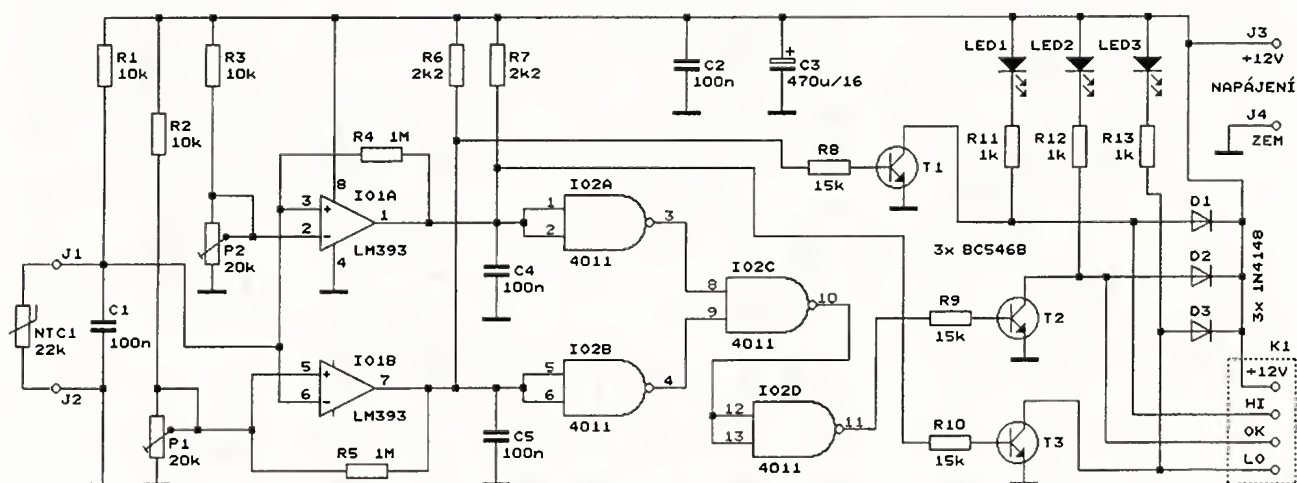 R1
10k
R2
10k
R3
10k
R4 1M
R5 1M
R6
2k2
R7
2k2
C2
100n
+
C3
470u/16
LED1
LED2
LED3
R11
1k
R12
1k
R13
1k
J3
+12V
NAPÁJENÍ
J4
ZEM
R8
15k
T1
8
IO1A
3
+
2
-
1
4
LM393
P2
20k
J1
NTC1
22k
J2
C1
100n
IO1B
5
+
6
-
7
LM393
P1
20k
C4
100n
C5
100n
IO2A
1
2
3
4011
IO2B
5
6
4
4011
IO2C
8
9
10
4011
IO2D
12
13
11
4011
3x BC546B
R9
15k
T2
R10
15k
T3
D1
D2
D3
3x 1N4148
K1
+12V
HI
OK
LO